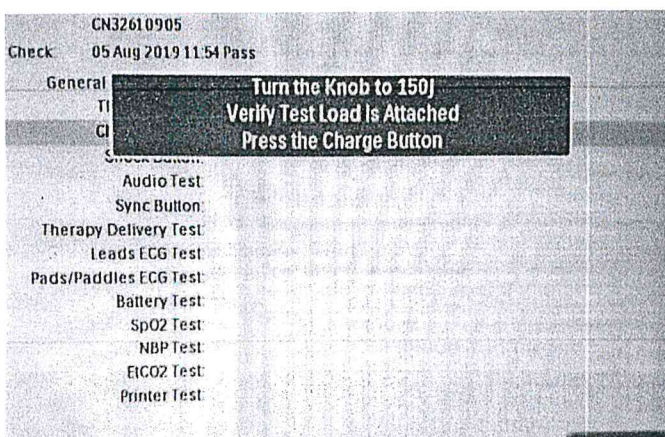 CN32610905
Check: 05 Aug 2019 11:54 Pass
General
Turn the Knob to 150J
Verify Test Load Is Attached
Press the Charge Button
Audio Test:
Sync Button:
Therapy Delivery Test:
Leads ECG Test:
Pads/Paddles ECG Test:
Battery Test:
SpO2 Test:
NBP Test:
EtCO2 Test:
Printer Test: